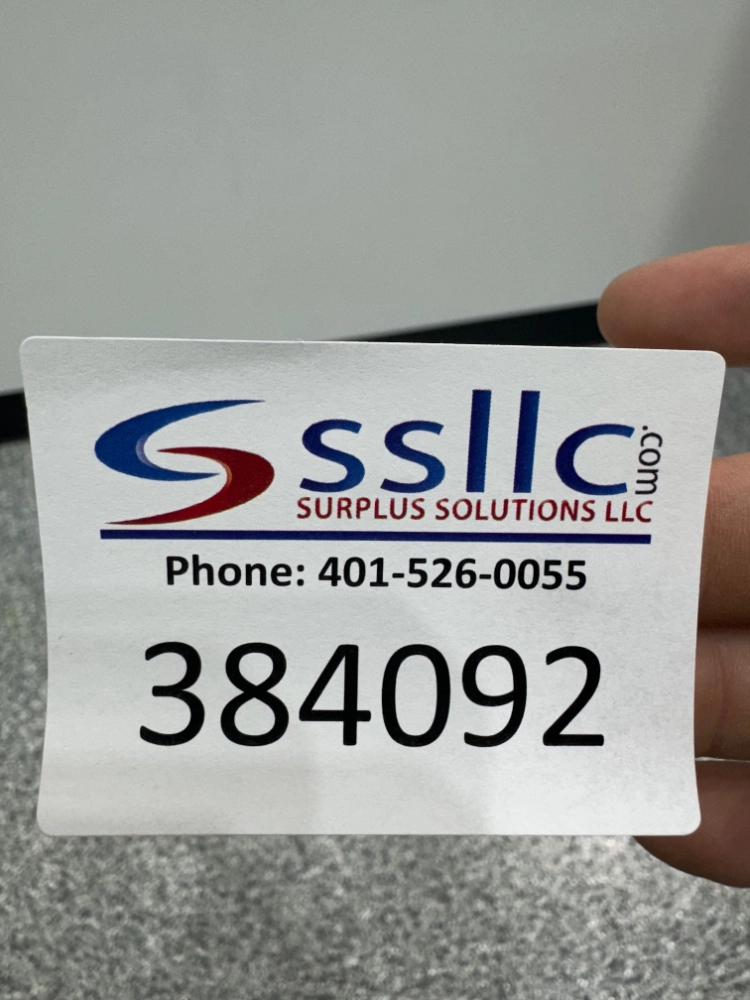 ssllc.com
SURPLUS SOLUTIONS LLC
Phone: 401-526-0055
384092